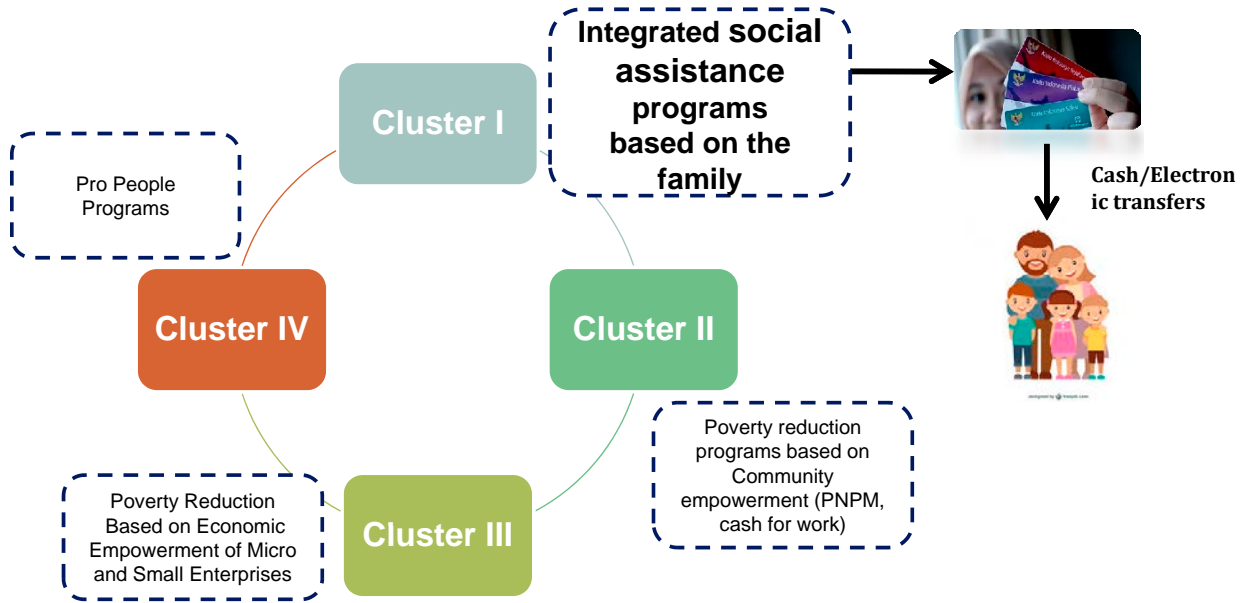 Integrated social
assistance
programs
based on the
family
Cluster I
Pro People
Programs
Cash/Electron
ic transfers
Cluster IV
Cluster II
Poverty reduction
programs based on
Community
empowerment (PNPM,
cash for work)
Poverty Reduction
Based on Economic
Empowerment of Micro
and Small Enterprises
Cluster III